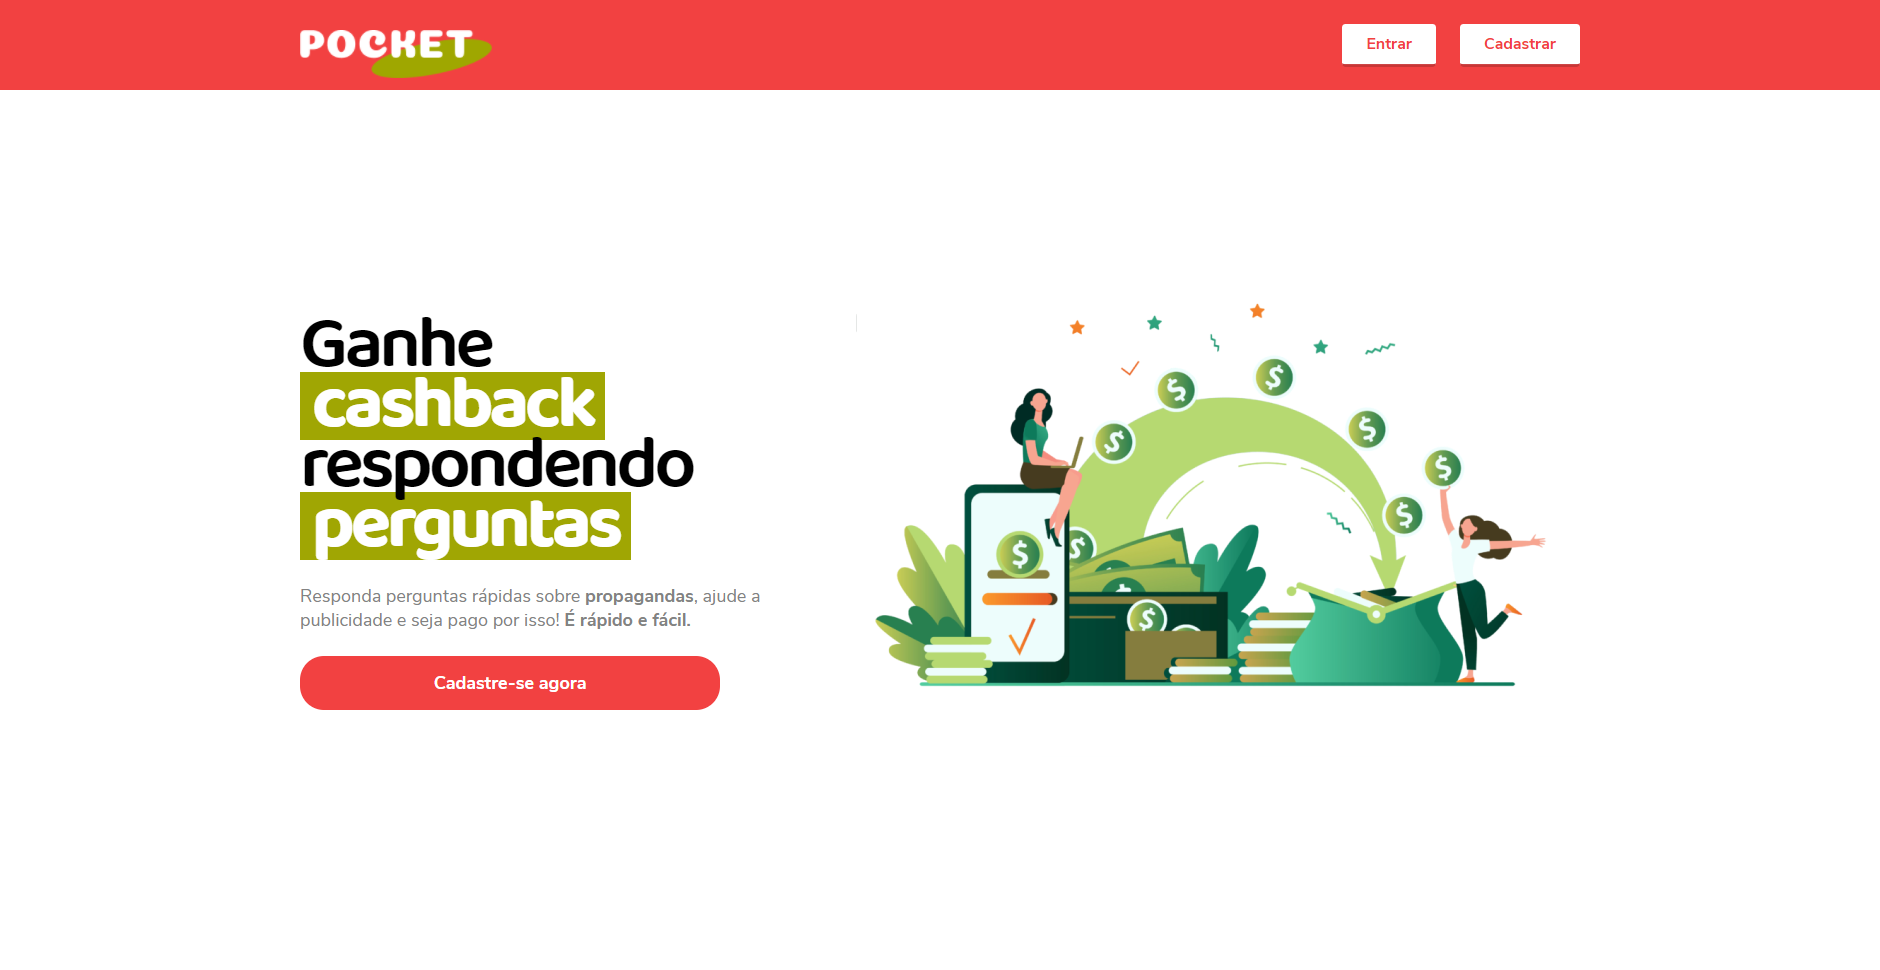 POCKET
Entrar
Cadastrar
Ganhe
cashback
respondendo
perguntas
Responda perguntas rápidas sobre propagandas, ajude a
publicidade e seja pago por isso! É rápido e fácil.
Cadastre-se agora